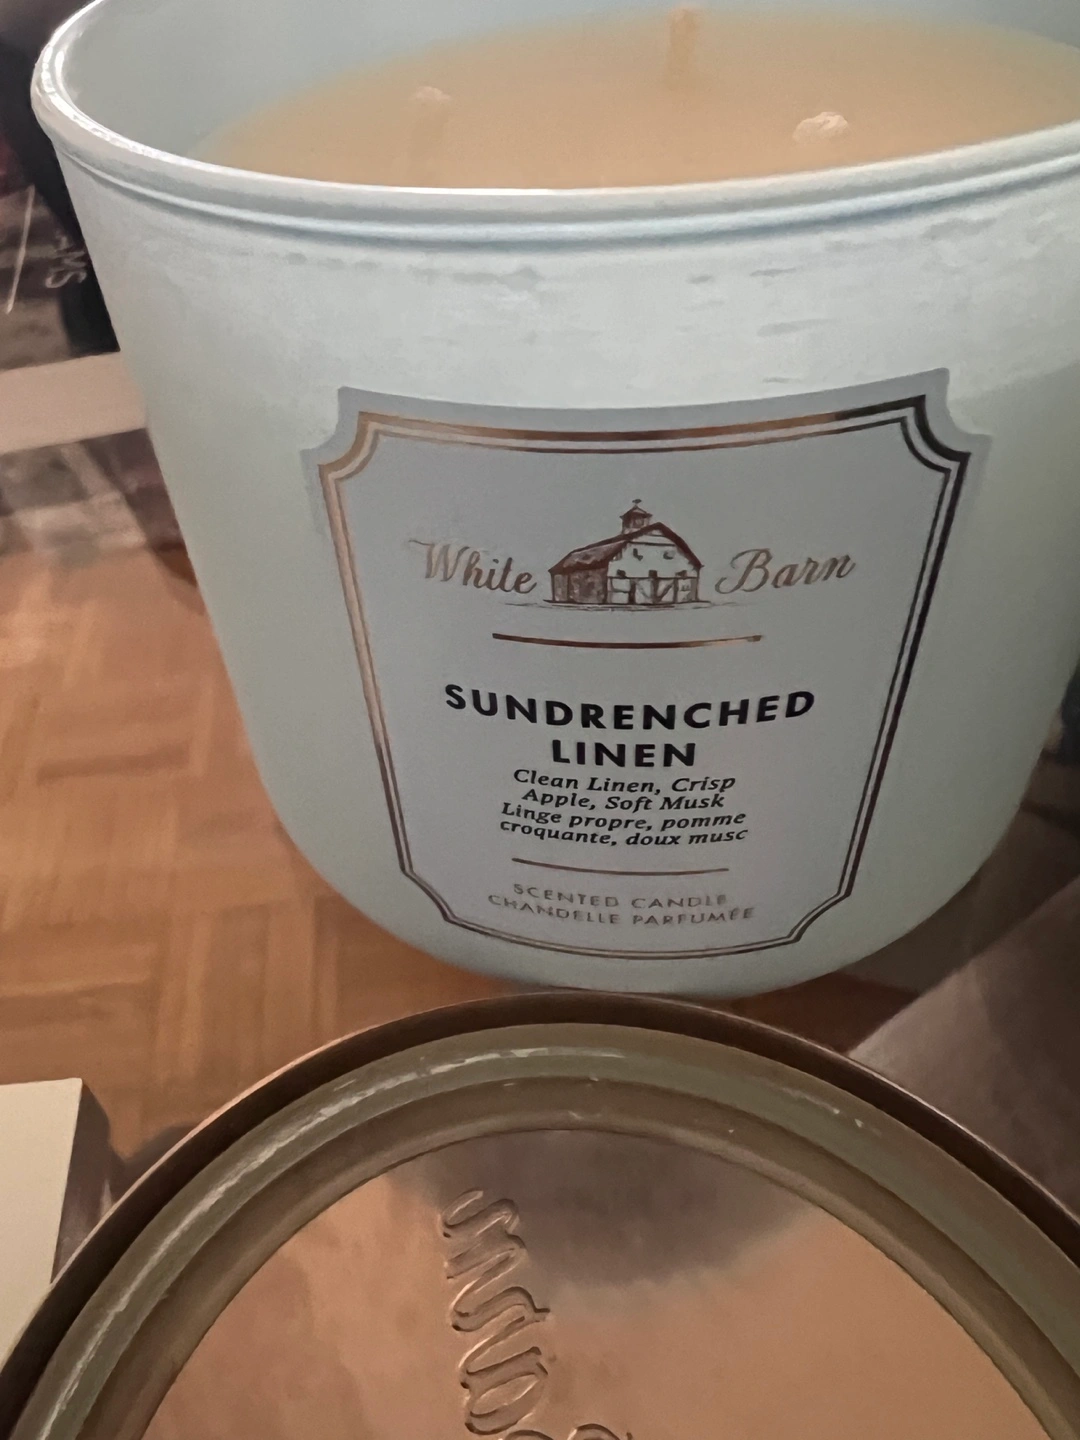 White Barn
SUNDRENCHED
LINEN
Clean Linen, Crisp
Apple, Soft Musk
Linge propre, pomme
croquante, doux musc
SCENTED CANDLE
CHANDELLE PARFUMÉE